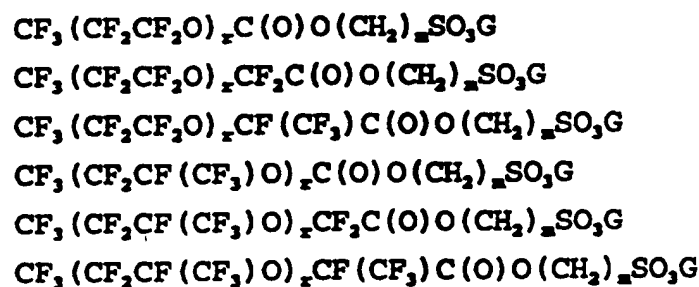 CF₃(CF₂CF₂O)ₓC(O)O(CH₂)ₘSO₃G
CF₃(CF₂CF₂O)ₓCF₂C(O)O(CH₂)ₘSO₃G
CF₃(CF₂CF₂O)ₓCF(CF₃)C(O)O(CH₂)ₘSO₃G
CF₃(CF₂CF(CF₃)O)ₓC(O)O(CH₂)ₘSO₃G
CF₃(CF₂CF(CF₃)O)ₓCF₂C(O)O(CH₂)ₘSO₃G
CF₃(CF₂CF(CF₃)O)ₓCF(CF₃)C(O)O(CH₂)ₘSO₃G